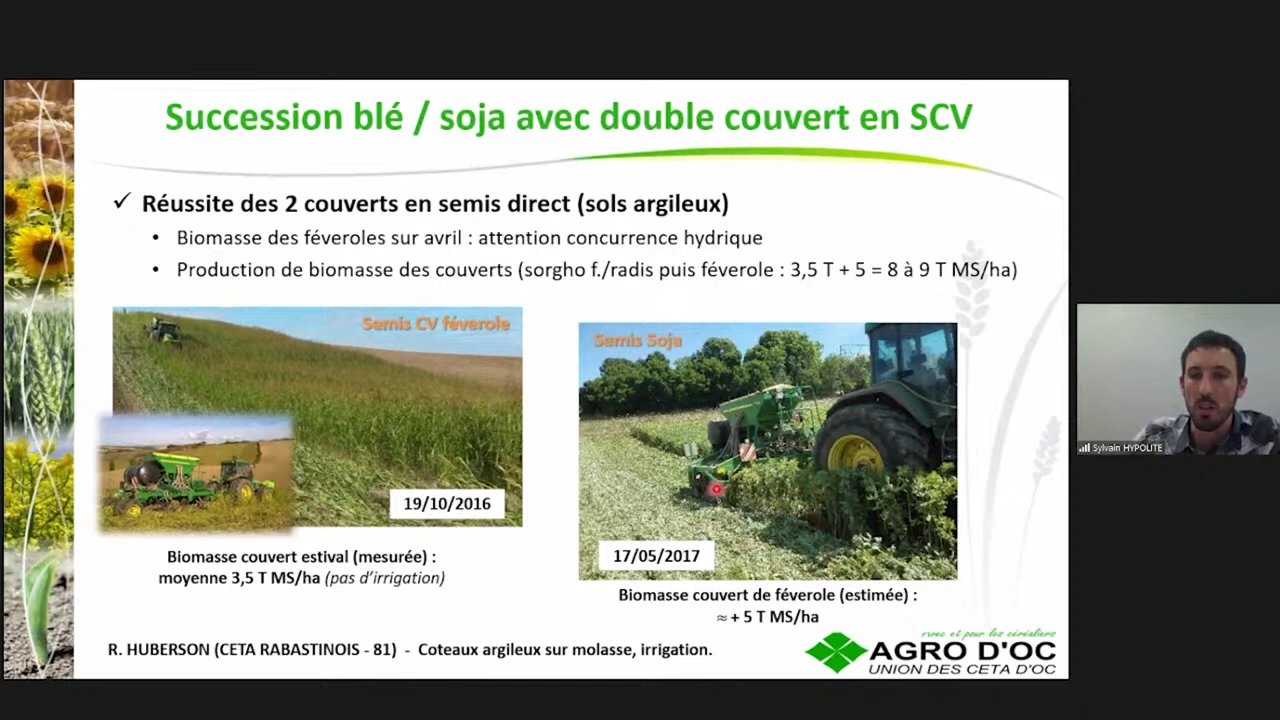 Succession blé / soja avec double couvert en SCV
✓ Réussite des 2 couverts en semis direct (sols argileux)
• Biomasse des féveroles sur avril : attention concurrence hydrique
• Production de biomasse des couverts (sorgho f./radis puis féverole : 3,5 T + 5 = 8 à 9 T MS/ha)
Semis CV féverole
19/10/2016
Semis Soja
17/05/2017
Biomasse couvert estival (mesurée) :
moyenne 3,5 T MS/ha (pas d’irrigation)
Biomasse couvert de féverole (estimée) :
≈ + 5 T MS/ha
R. HUBERSON (CETA RABASTINOIS - 81) - Coteaux argileux sur molasse, irrigation.
avec et pour les céréaliers
AGRO D'OC
UNION DES CETA D'OC
Sylvain HYPOLITE